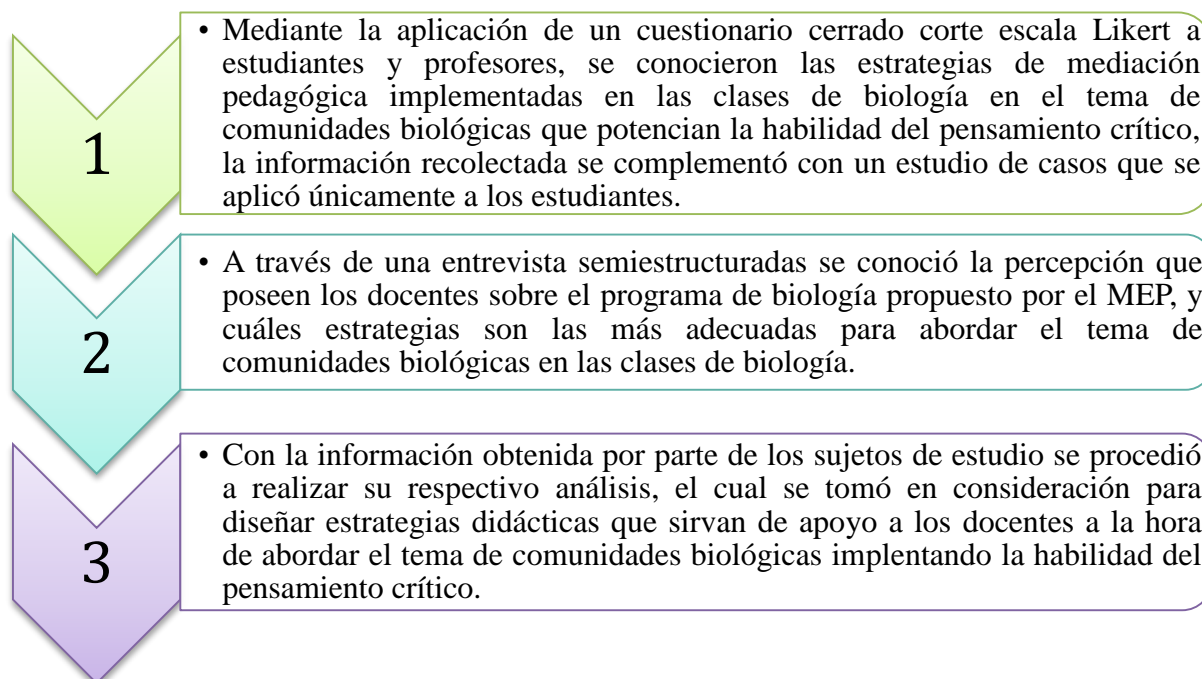 1
• Mediante la aplicación de un cuestionario cerrado corte escala Likert a
estudiantes y profesores, se conocieron las estrategias de mediación
pedagógica implementadas en las clases de biología en el tema de
comunidades biológicas que potencian la habilidad del pensamiento crítico,
la información recolectada se complementó con un estudio de casos que se
aplicó únicamente a los estudiantes.
2
• A través de una entrevista semiestructuradas se conoció la percepción que
poseen los docentes sobre el programa de biología propuesto por el MEP, y
cuáles estrategias son las más adecuadas para abordar el tema de
comunidades biológicas en las clases de biología.
3
• Con la información obtenida por parte de los sujetos de estudio se procedió
a realizar su respectivo análisis, el cual se tomó en consideración para
diseñar estrategias didácticas que sirvan de apoyo a los docentes a la hora
de abordar el tema de comunidades biológicas implentando la habilidad del
pensamiento crítico.